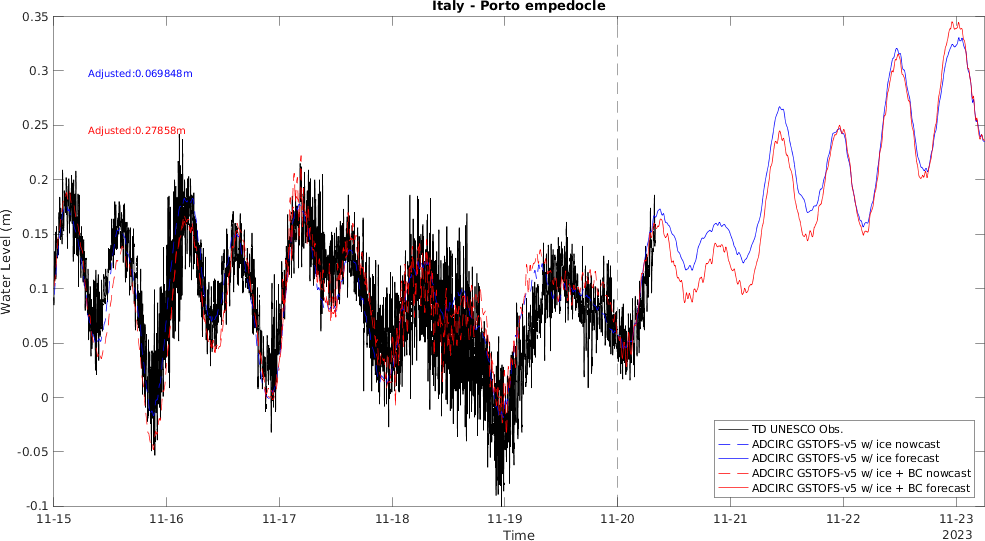 Italy - Porto empedocle
0.35
0.3
0.25
0.2
0.15
0.1
0.05
0
-0.05
-0.1
Water Level (m)
Adjusted:0.069848m
Adjusted:0.27858m
TD UNESCO Obs.
ADCIRC GSTOFS-v5 w/ ice nowcast
ADCIRC GSTOFS-v5 w/ ice forecast
ADCIRC GSTOFS-v5 w/ ice + BC nowcast
ADCIRC GSTOFS-v5 w/ ice + BC forecast
11-15 11-16 11-17 11-18 11-19 11-20 11-21 11-22 11-23
Time 2023